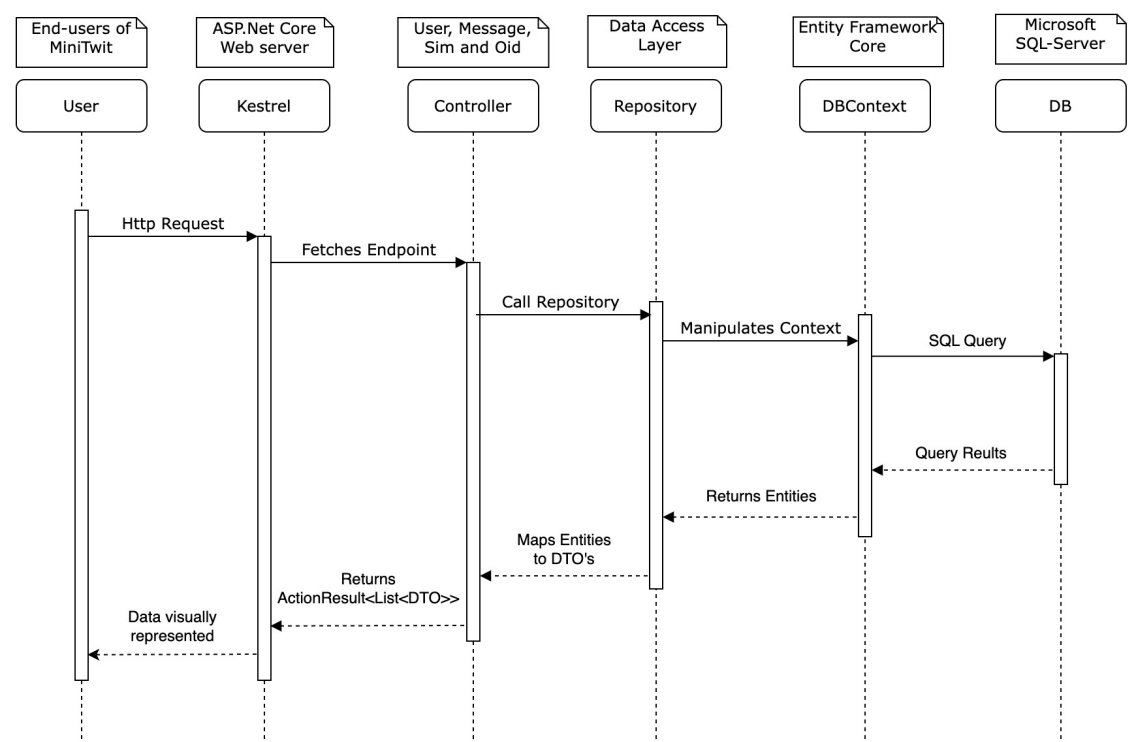 End-users of
MiniTwit
ASP.Net Core
Web server
User, Message,
Sim and Oid
Data Access
Layer
Entity Framework
Core
Microsoft
SQL-Server
User
Kestrel
Controller
Repository
DBContext
DB
Http Request
Fetches Endpoint
Call Repository
Manipulates Context
SQL Query
Query Reults
Returns Entities
Maps Entities
to DTO's
Returns
ActionResult<List<DTO>>
Data visually
represented